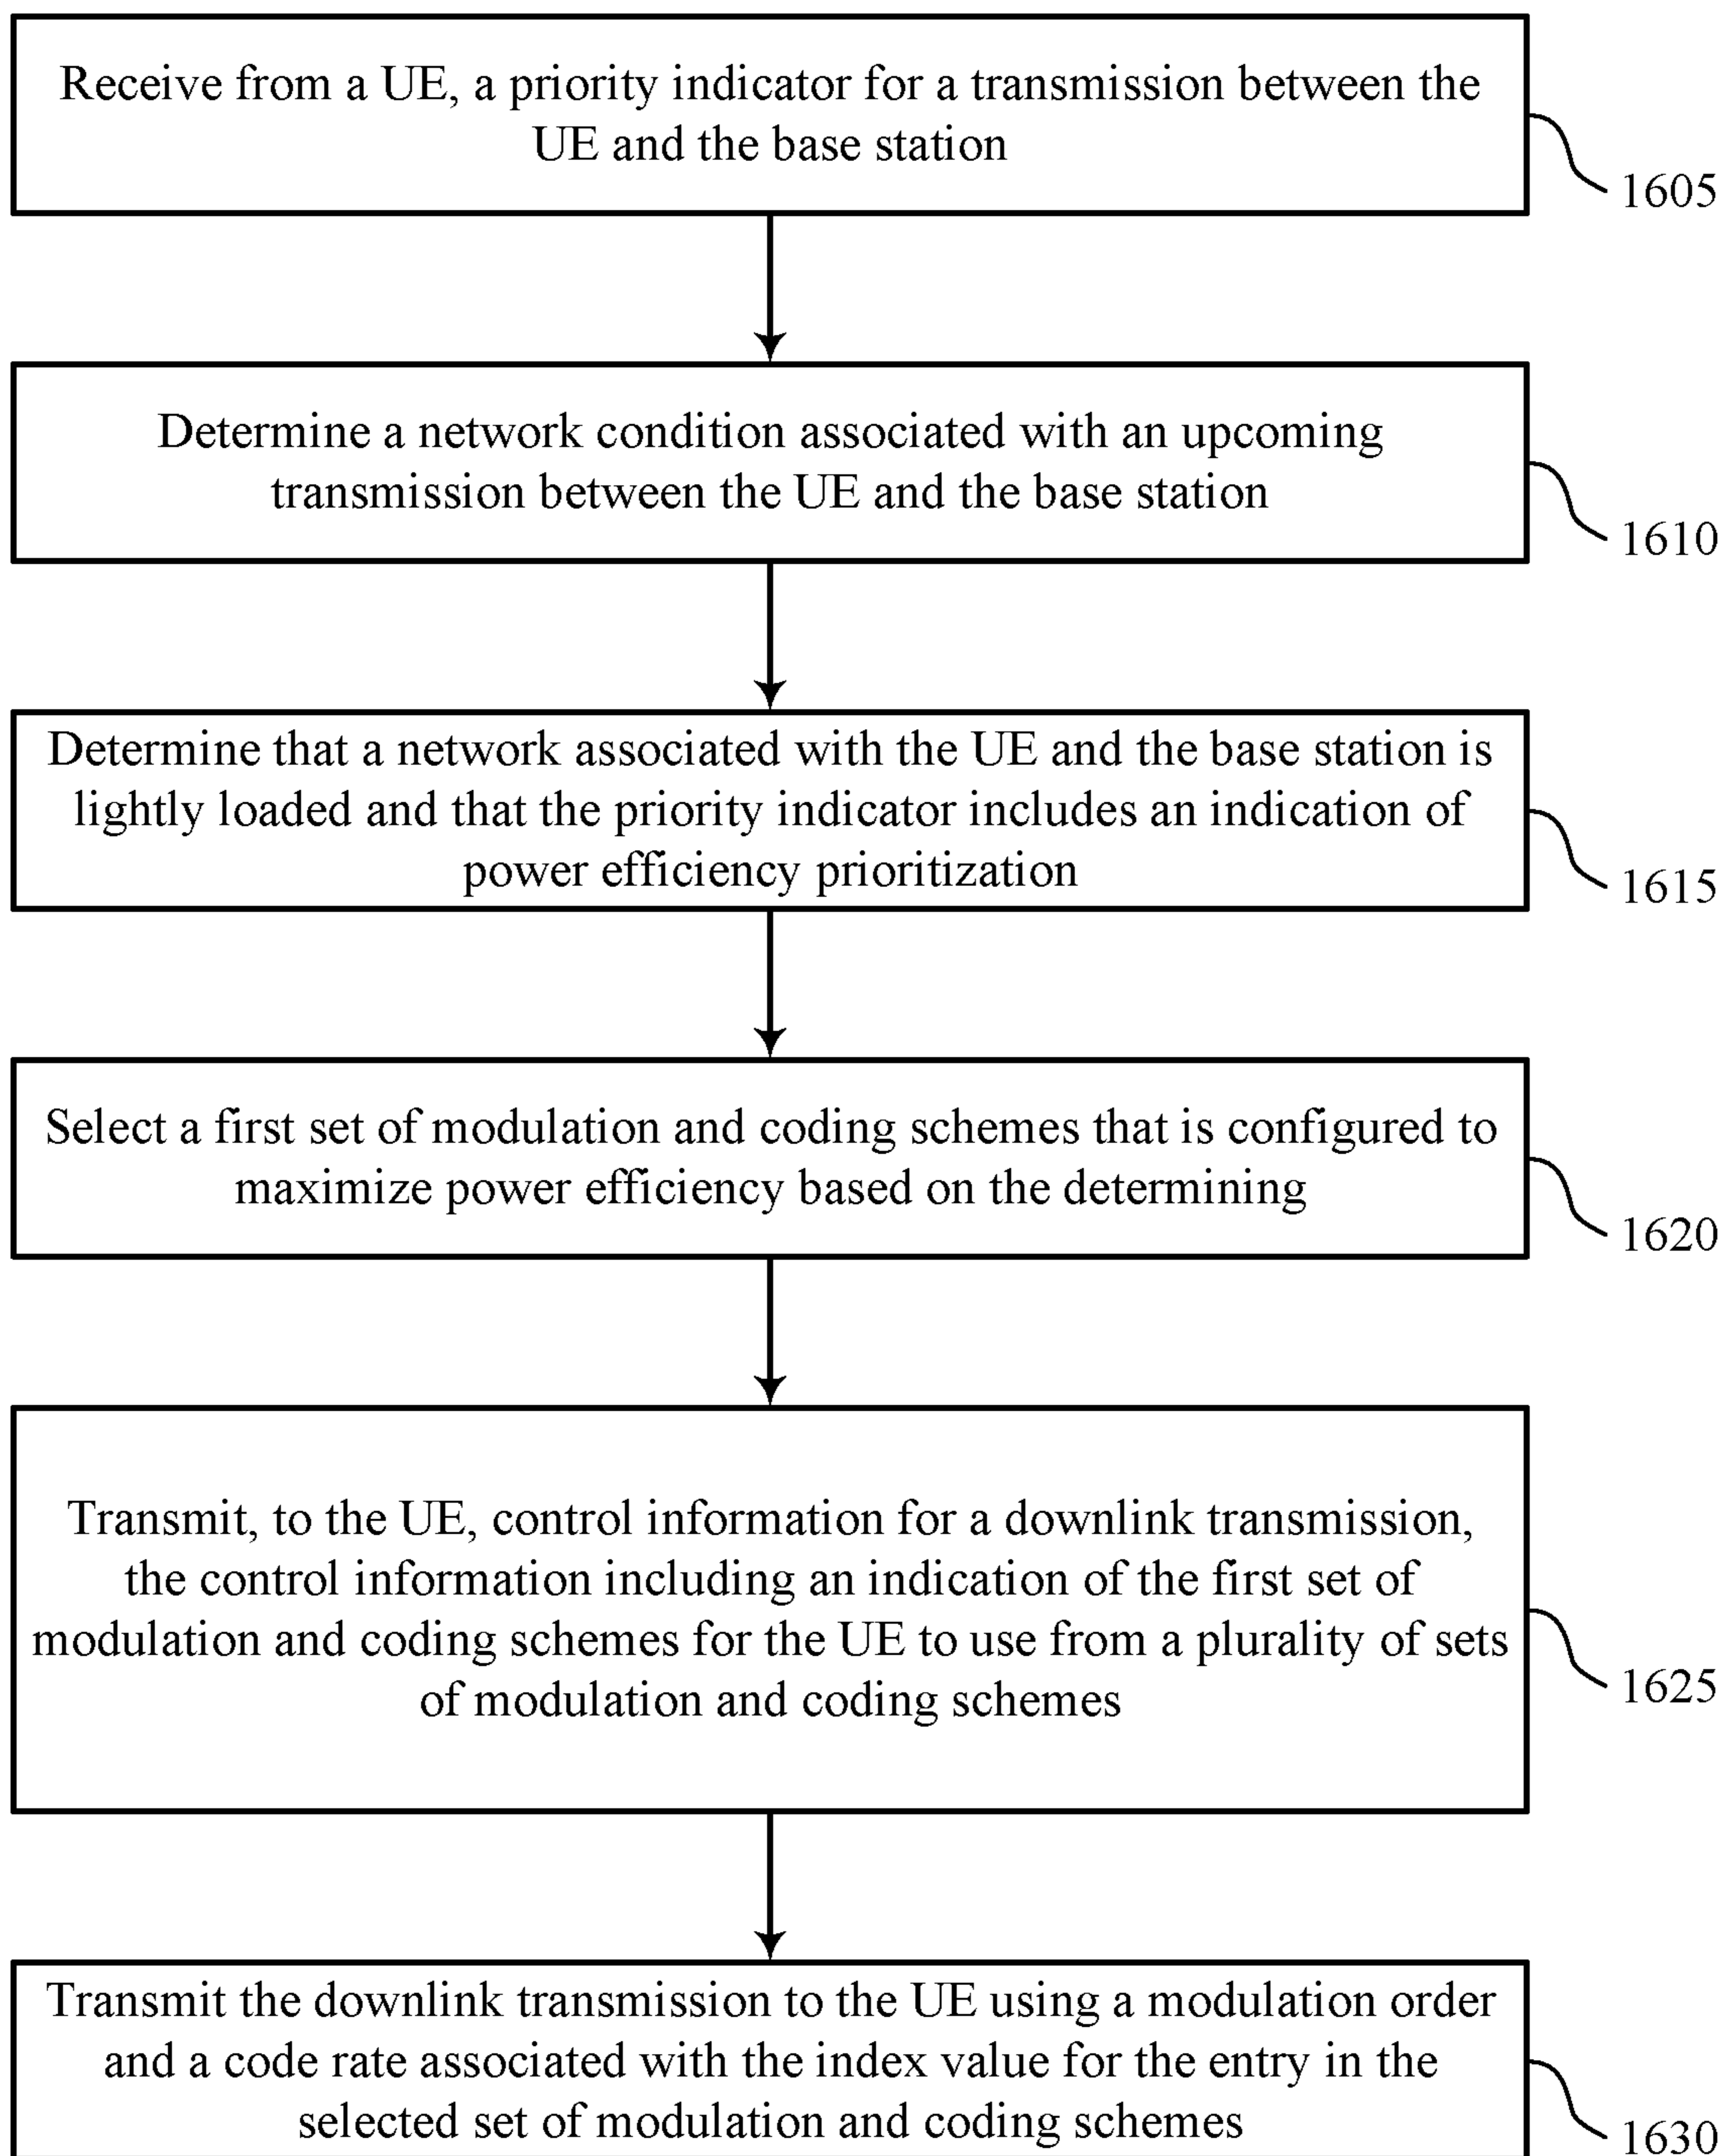 Receive from a UE, a priority indicator for a transmission between the
UE and the base station
1605
Determine a network condition associated with an upcoming
transmission between the UE and the base station
1610
Determine that a network associated with the UE and the base station is
lightly loaded and that the priority indicator includes an indication of
power efficiency prioritization
1615
Select a first set of modulation and coding schemes that is configured to
maximize power efficiency based on the determining
1620
Transmit, to the UE, control information for a downlink transmission,
the control information including an indication of the first set of
modulation and coding schemes for the UE to use from a plurality of sets
of modulation and coding schemes
1625
Transmit the downlink transmission to the UE using a modulation order
and a code rate associated with the index value for the entry in the
selected set of modulation and coding schemes
1630